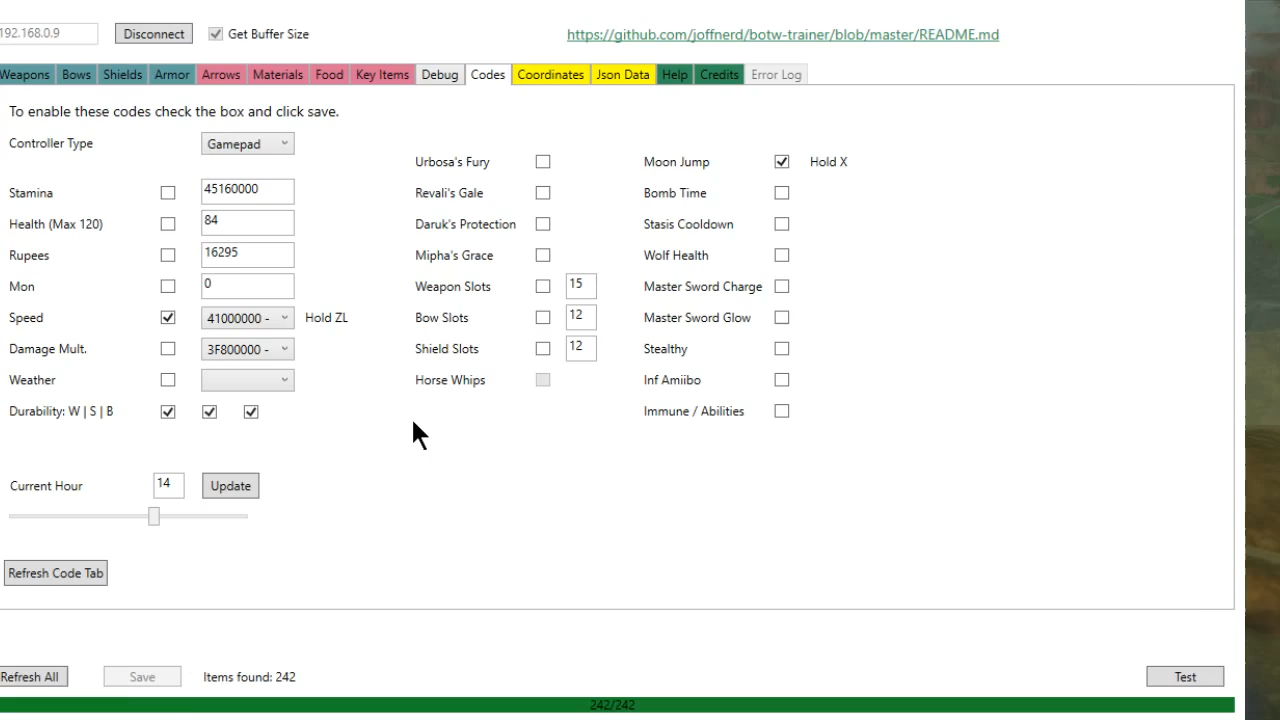 192.168.0.9 Disconnect Get Buffer Size https://github.com/joffnerd/botw-trainer/blob/master/README.md
Weapons Bows Shields Armor Arrows Materials Food Key Items Debug Codes Coordinates Json Data Help Credits Error Log
To enable these codes check the box and click save.
Controller Type Gamepad
Urbosa's Fury Moon Jump Hold X
Stamina 45160000 Revali's Gale Bomb Time
Health (Max 120) 84 Daruk's Protection Stasis Cooldown
Rupees 16295 Mipha's Grace Wolf Health
Mon 0 Weapon Slots 15 Master Sword Charge
Speed 41000000 - Hold ZL Bow Slots 12 Master Sword Glow
Damage Mult. 3F800000 - Shield Slots 12 Stealthy
Weather Horse Whips Inf Amiibo
Durability: W | S | B Immune / Abilities
Current Hour 14 Update
Refresh Code Tab
Refresh All Save Items found: 242 Test
242/242